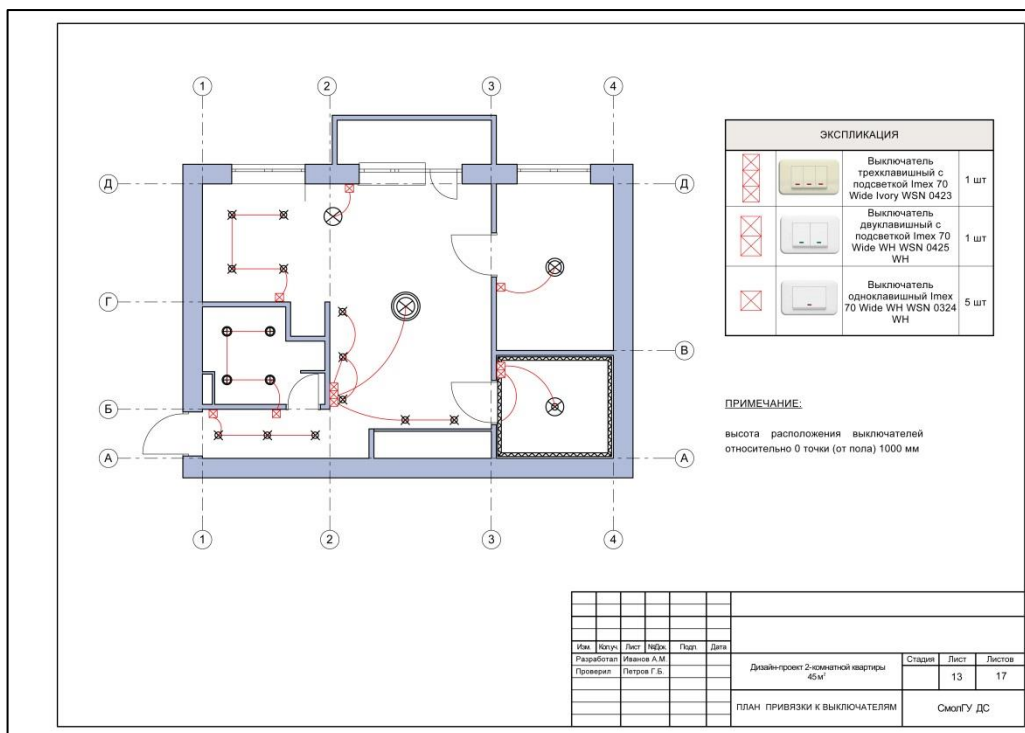 1
2
3
4
Д
Д
Г
В
Б
А
А
1
2
3
4
ЭКСПЛИКАЦИЯ
Выключатель
трехклавишный с
подсветкой Imex 70
Wide Ivory WSN 0423
1 шт
Выключатель
двуклавишный с
подсветкой Imex 70
Wide WH WSN 0425
WH
1 шт
Выключатель
одноклавишный Imex
70 Wide WH WSN 0324
WH
5 шт
ПРИМЕЧАНИЕ:
высота расположения выключателей
относительно 0 точки (от пола) 1000 мм
Изм. Кол.уч. Лист №Док. Подп. Дата
Разработал Иванов А.М.
Проверил Петров Г.Б.
Дизайн-проект 2-комнатной квартиры
45м²
Стадия Лист Листов
13 17
ПЛАН ПРИВЯЗКИ К ВЫКЛЮЧАТЕЛЯМ
СмолГУ ДС